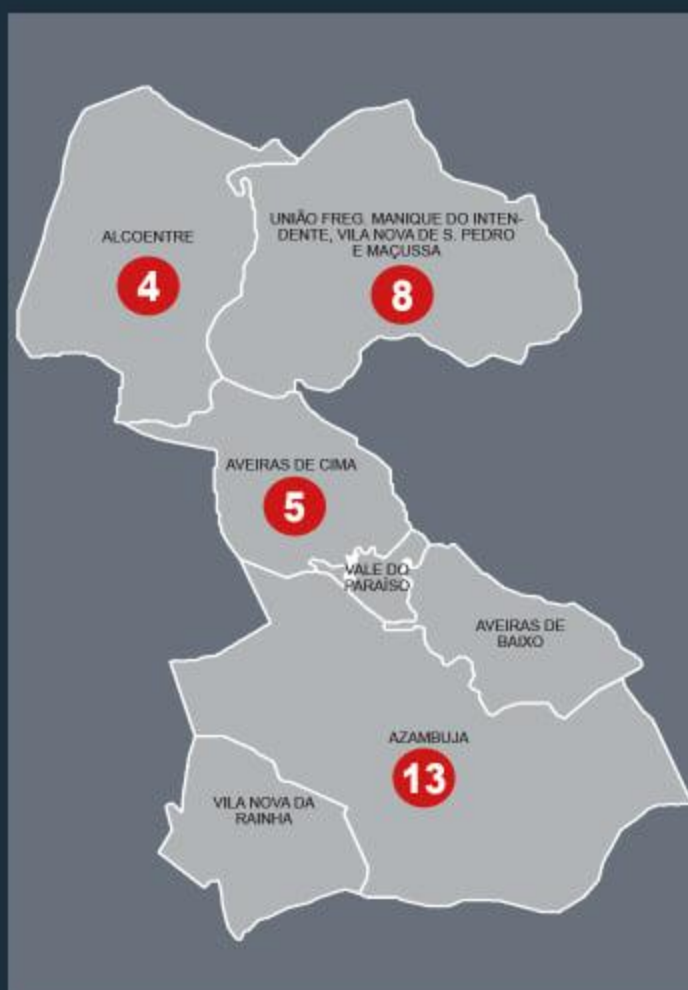 ALCOENTRE
4
UNIÃO FREG. MANIQUE DO INTEN-
DENTE, VILA NOVA DE S. PEDRO
E MAÇUSSA
8
AVEIRAS DE CIMA
5
VALE DO
PARAÍSO
AVEIRAS DE
BAIXO
AZAMBUJA
13
VILA NOVA DA
RAINHA